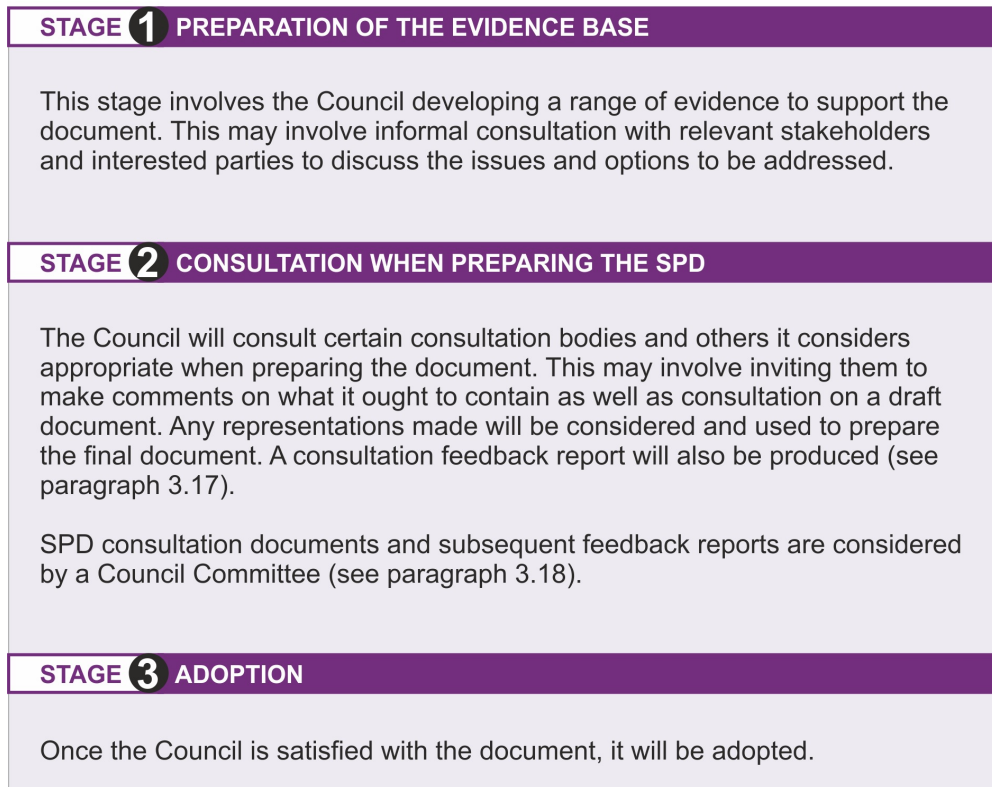 STAGE 1 PREPARATION OF THE EVIDENCE BASE
This stage involves the Council developing a range of evidence to support the
document. This may involve informal consultation with relevant stakeholders
and interested parties to discuss the issues and options to be addressed.
STAGE 2 CONSULTATION WHEN PREPARING THE SPD
The Council will consult certain consultation bodies and others it considers
appropriate when preparing the document. This may involve inviting them to
make comments on what it ought to contain as well as consultation on a draft
document. Any representations made will be considered and used to prepare
the final document. A consultation feedback report will also be produced (see
paragraph 3.17).
SPD consultation documents and subsequent feedback reports are considered
by a Council Committee (see paragraph 3.18).
STAGE 3 ADOPTION
Once the Council is satisfied with the document, it will be adopted.